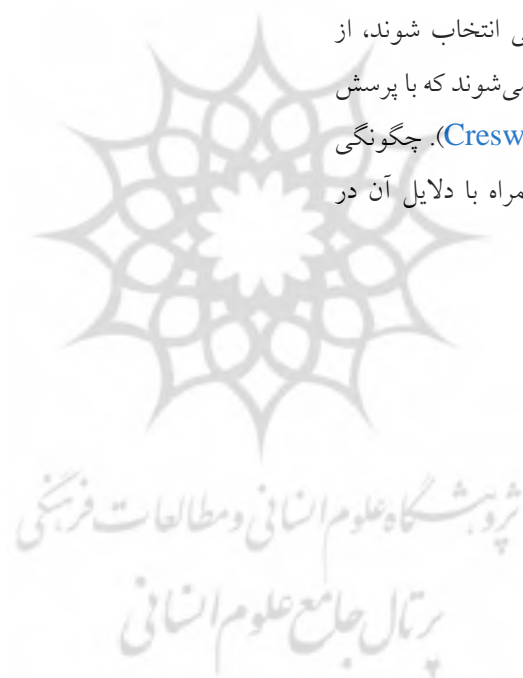 ی انتخاب شوند، از
می‌شوند که با پرسش
Cresw). چگونگی
مراه با دلایل آن در
پژوهشگاه علوم انسانی و مطالعات فرهنگی
پرتال جامع علوم انسانی